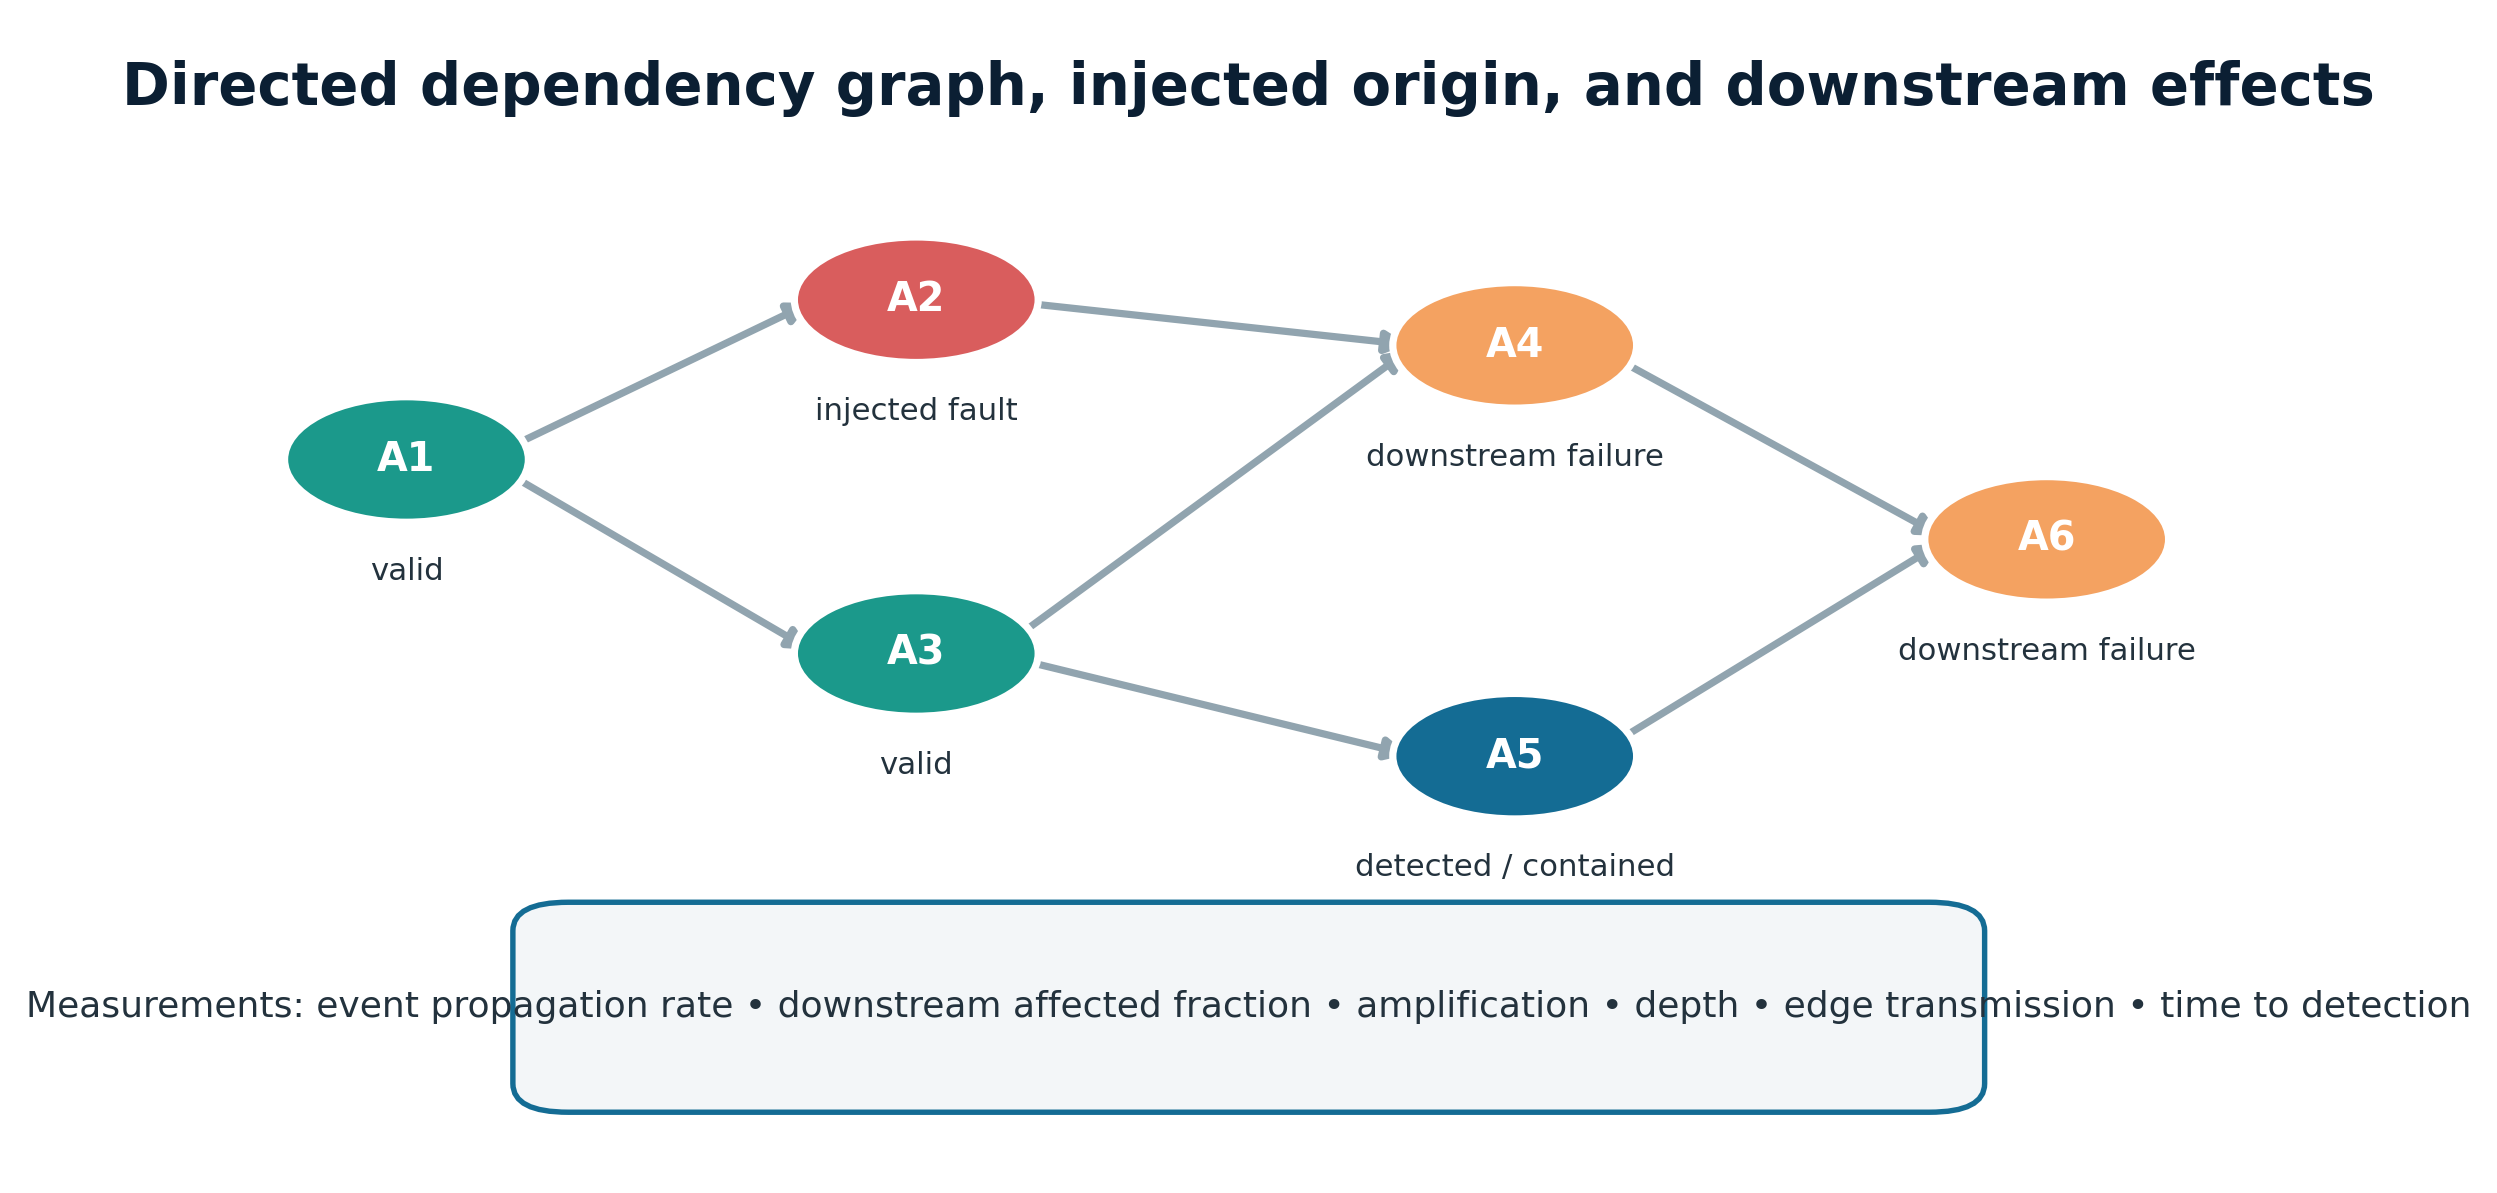 Directed dependency graph, injected origin, and downstream effects
A2
injected fault
A4
downstream failure
A1
valid
A6
downstream failure
A3
valid
A5
detected / contained
Measurements: event propagation rate • downstream affected fraction • amplification • depth • edge transmission • time to detection